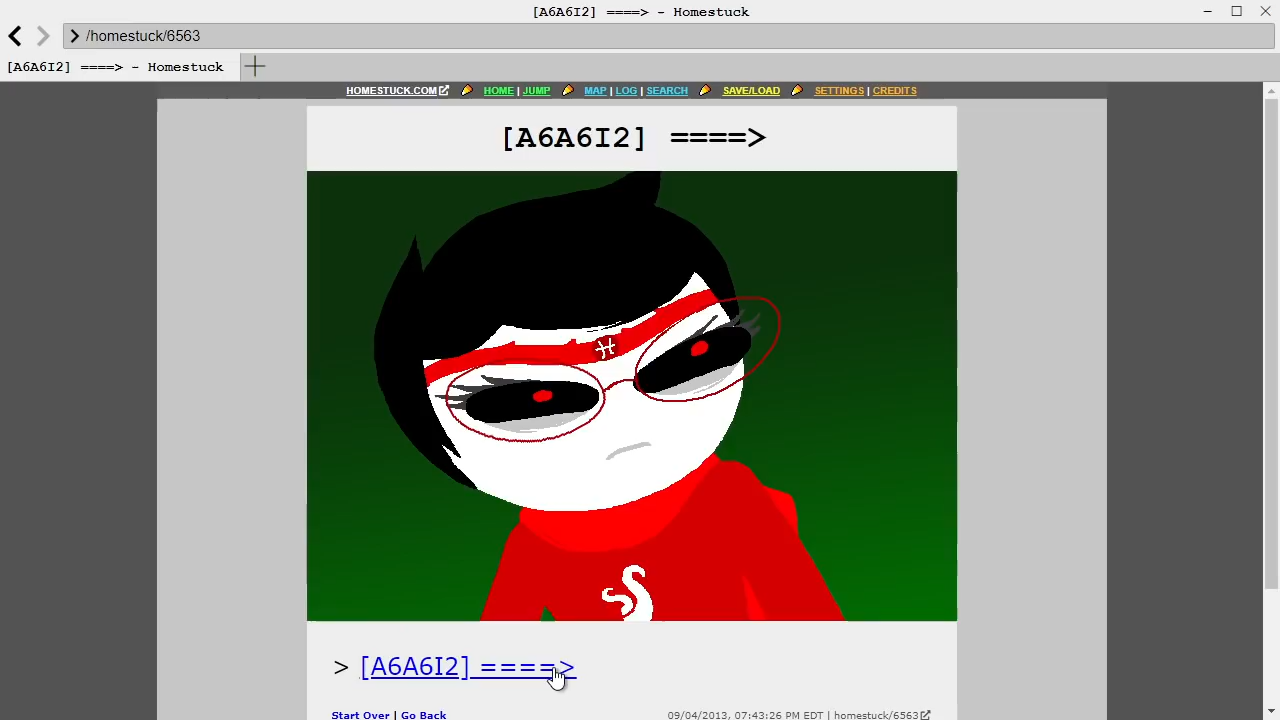 [A6A6I2] ====> - Homestuck
/homestuck/6563
[A6A6I2] ====> - Homestuck
HOMESTUCK.COM HOME | JUMP MAP | LOG | SEARCH SAVE/LOAD SETTINGS | CREDITS
[A6A6I2] ====>
> [A6A6I2] ====>
Start Over | Go Back 09/04/2013, 07:43:26 PM EDT | homestuck/6563